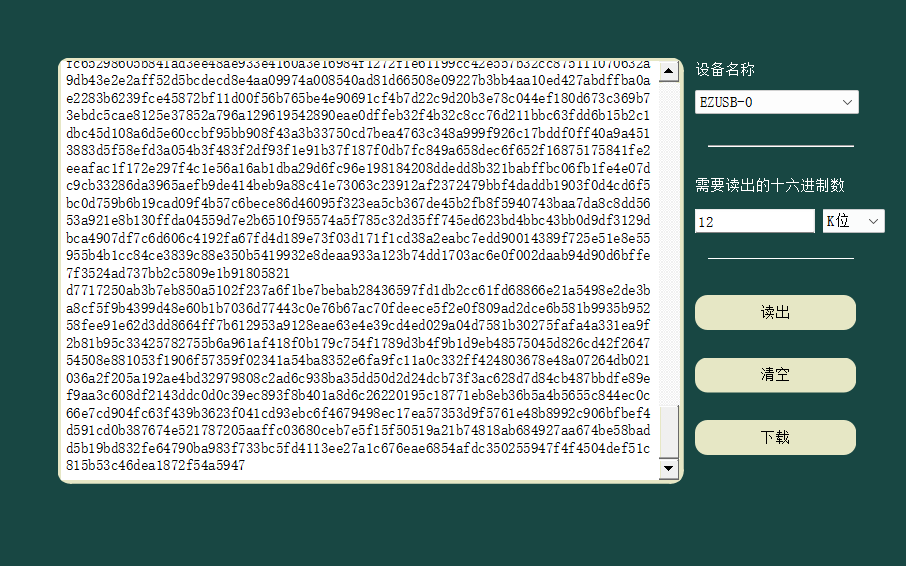 fc65298605b841ad3ee48ae933e4160a3e16984f1272f1e61199cc42e557b32cc875111070632a
9db43e2e2aff52d5bcdecd8e4aa09974a008540ad81d66508e09227b3bb4aa10ed427abdffba0a
e2283b6239fce45872bf11d00f56b765be4e90691cf4b7d22c9d20b3e78c044ef180d673c369b7
3ebdc5cae8125e37852a796a129619542890eae0dffeb32f4b32c8cc76d211bbc63fdd6b15b2c1
dbc45d108a6d5e60ccbf95bb908f43a3b33750cd7bea4763c348a999f926c17bddf0ff40a9a451
3883d5f58efd3a054b3f483f2df93f1e91b37f187f0db7fc849a658dec6f652f16875175841fe2
eeafac1f172e297f4c1e56a16ab1dba29d6fc96e198184208ddedd8b321babffbc06fb1fe4e07d
c9cb33286da3965aefb9de414beb9a88c41e73063c23912af2372479bbf4daddb1903f0d4cd6f5
bc0d759b6b19cad09f4b57c6bece86d46095f323ea5cb367de45b2fb8f5940743baa7da8c8dd56
53a921e8b130ffda04559d7e2b6510f95574a5f785c32d35ff745ed623bd4bbc43bb0d9df3129d
bca4907df7c6d606c4192fa67fd4d189e73f03d171f1cd38a2eabc7edd90014389f725e51e8e55
955b4b1cc84ce3839c88e350b5419932e8deaa933a123b74dd1703ac6e0f002daab94d90d6bffe
7f3524ad737bb2c5809e1b91805821
d7717250ab3b7eb850a5102f237a6f1be7bebab28436597fd1db2cc61fd68866e21a5498e2de3b
a8cf5f9b4399d48e60b1b7036d77443c0e76b67ac70fdeece5f2e0f809ad2dce6b581b9935b952
58fee91e62d3dd8664ff7b612953a9128eae63e4e39cd4ed029a04d7581b30275fafa4a331ea9f
2b81b95c33425782755b6a961af418f0b179c754f1789d3b4f9b1d9eb48575045d826cd42f2647
54508e881053f1906f57359f02341a54ba8352e6fa9fc11a0c332ff424803678e48a07264db021
036a2f205a192ae4bd32979808c2ad6c938ba35dd50d2d24dcb73f3ac628d7d84cb487bbdfe89e
f9aa3c608df2143ddc0d0c39ec893f8b401a8d6c26220195c18771eb8eb36b5a4b5655c844ec0c
66e7cd904fc63f439b3623f041cd93ebc6f4679498ec17ea57353d9f5761e48b8992c906bfbef4
d591cd0b387674e521787205aaffc03680ceb7e5f15f50519a21b74818ab684927aa674be58bad
d5b19bd832fe64790ba983f733bc5fd4113ee27a1c676eae6854afdc350255947f4f4504def51c
815b53c46dea1872f54a5947
设备名称
EZUSB-0
需要读出的十六进制数
12 K位
读出
清空
下载